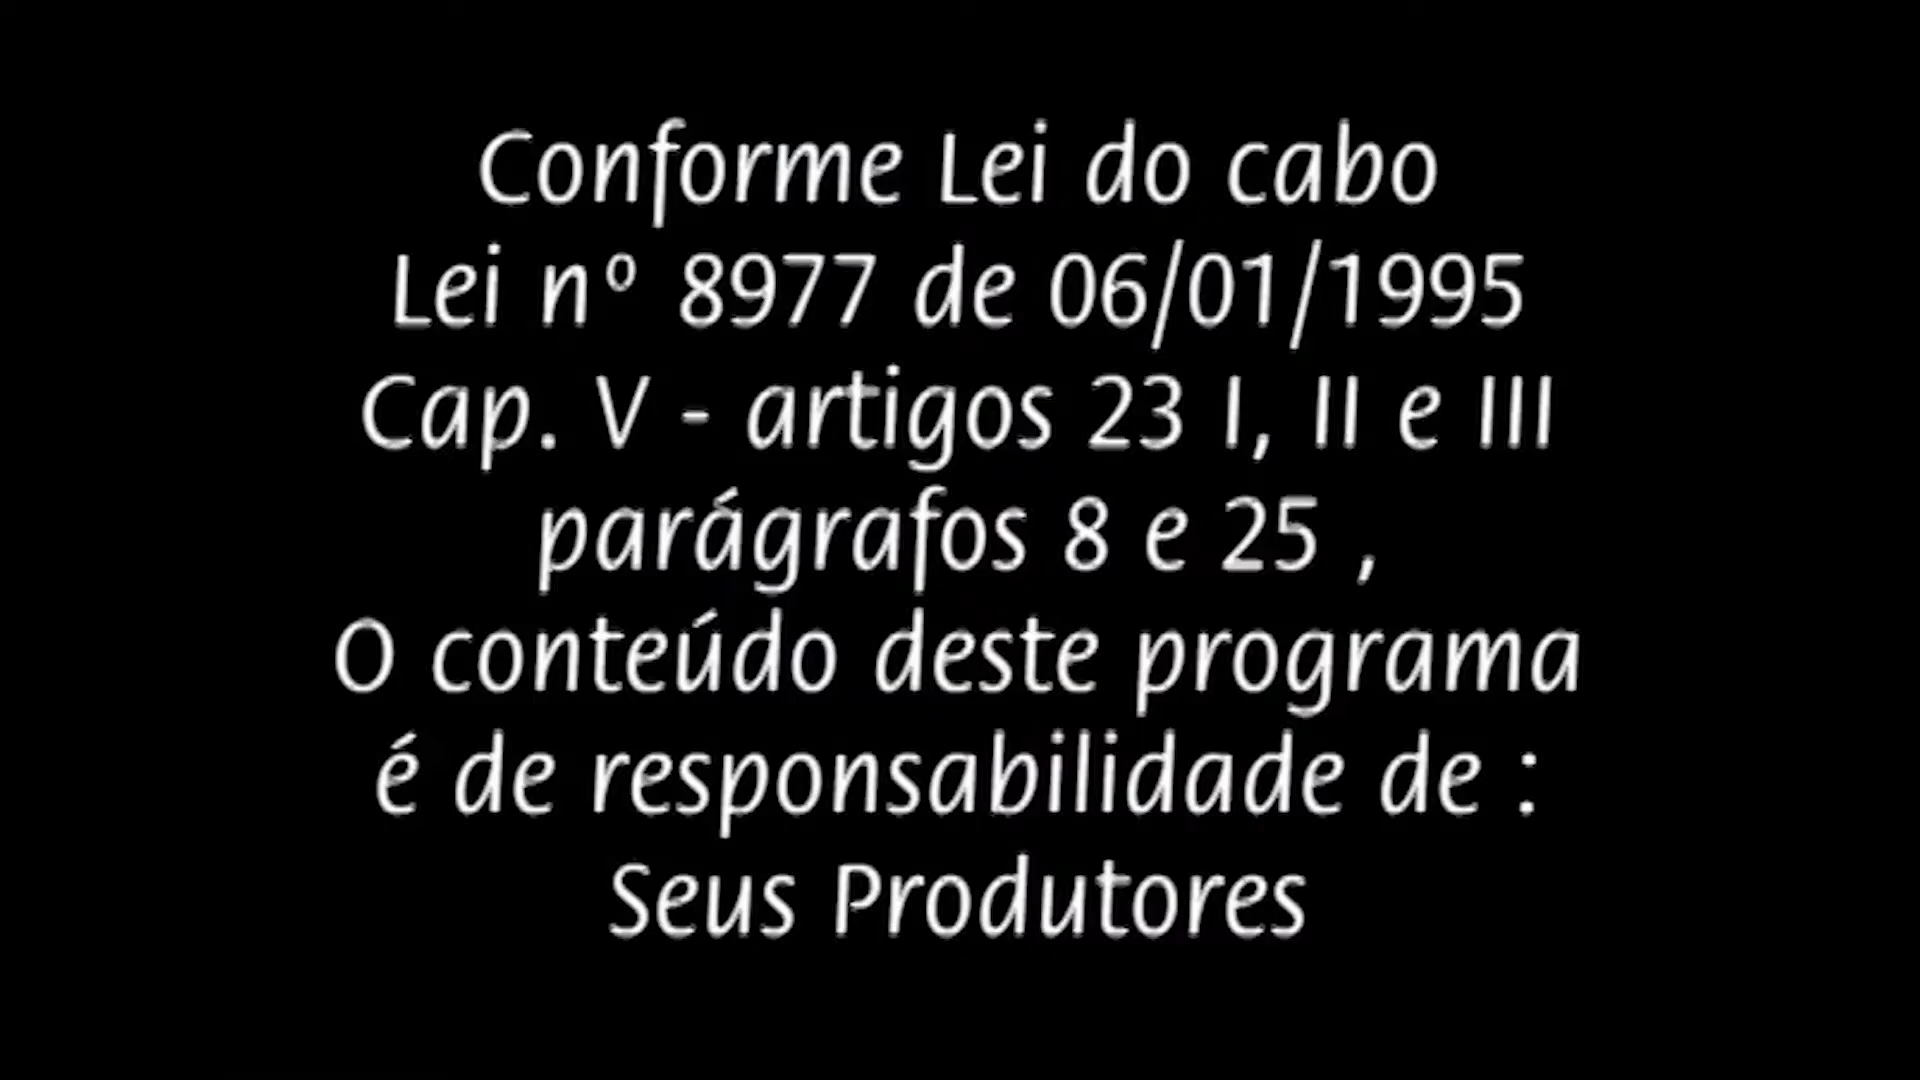 Conforme Lei do cabo
Lei nº 8977 de 06/01/1995
Cap. V - artigos 23 I, II e III
parágrafos 8 e 25 ,
O conteúdo deste programa
é de responsabilidade de :
Seus Produtores